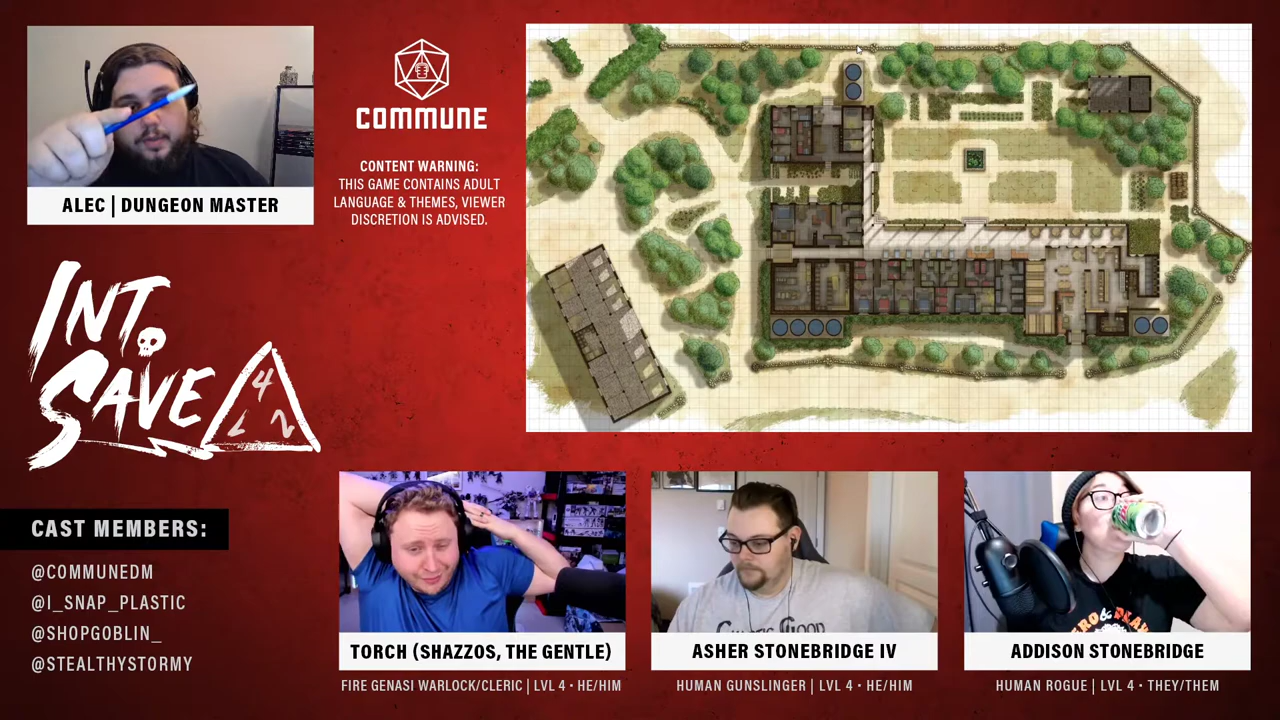 ALEC | DUNGEON MASTER
COMMUNE
CONTENT WARNING:
THIS GAME CONTAINS ADULT
LANGUAGE & THEMES, VIEWER
DISCRETION IS ADVISED.
INT.
SAVE
4
CAST MEMBERS:
@COMMUNEDM
@I_SNAP_PLASTIC
@SHOPGOBLIN_
@STEALTHYSTORMY
TORCH (SHAZZOS, THE GENTLE)
FIRE GENASI WARLOCK/CLERIC | LVL 4 • HE/HIM
ASHER STONEBRIDGE IV
HUMAN GUNSLINGER | LVL 4 • HE/HIM
ADDISON STONEBRIDGE
HUMAN ROGUE | LVL 4 • THEY/THEM